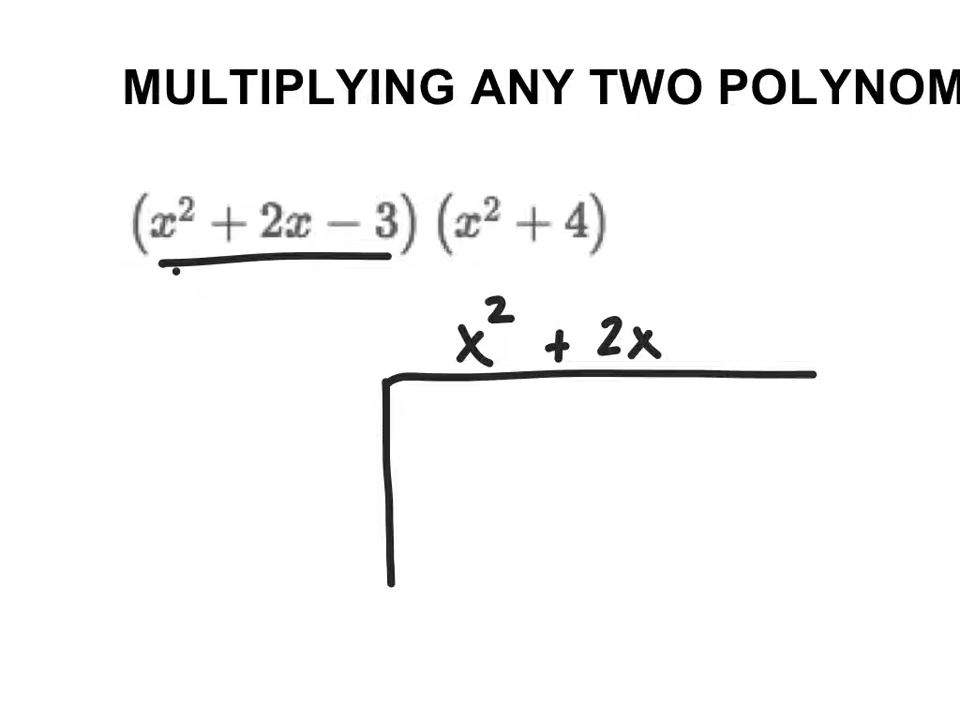 MULTIPLYING ANY TWO POLYNOM
(x² + 2x − 3) (x² + 4)
x² + 2x